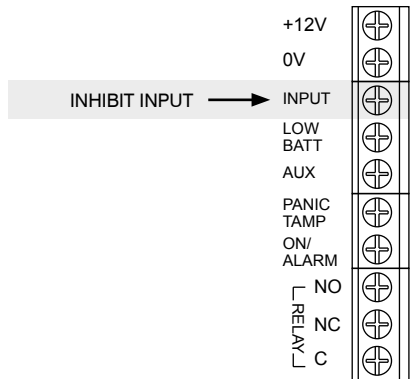 +12V
0V
INHIBIT INPUT
INPUT
LOW
BATT
AUX
PANIC
TAMP
ON/
ALARM
NO
RELAY
NC
C